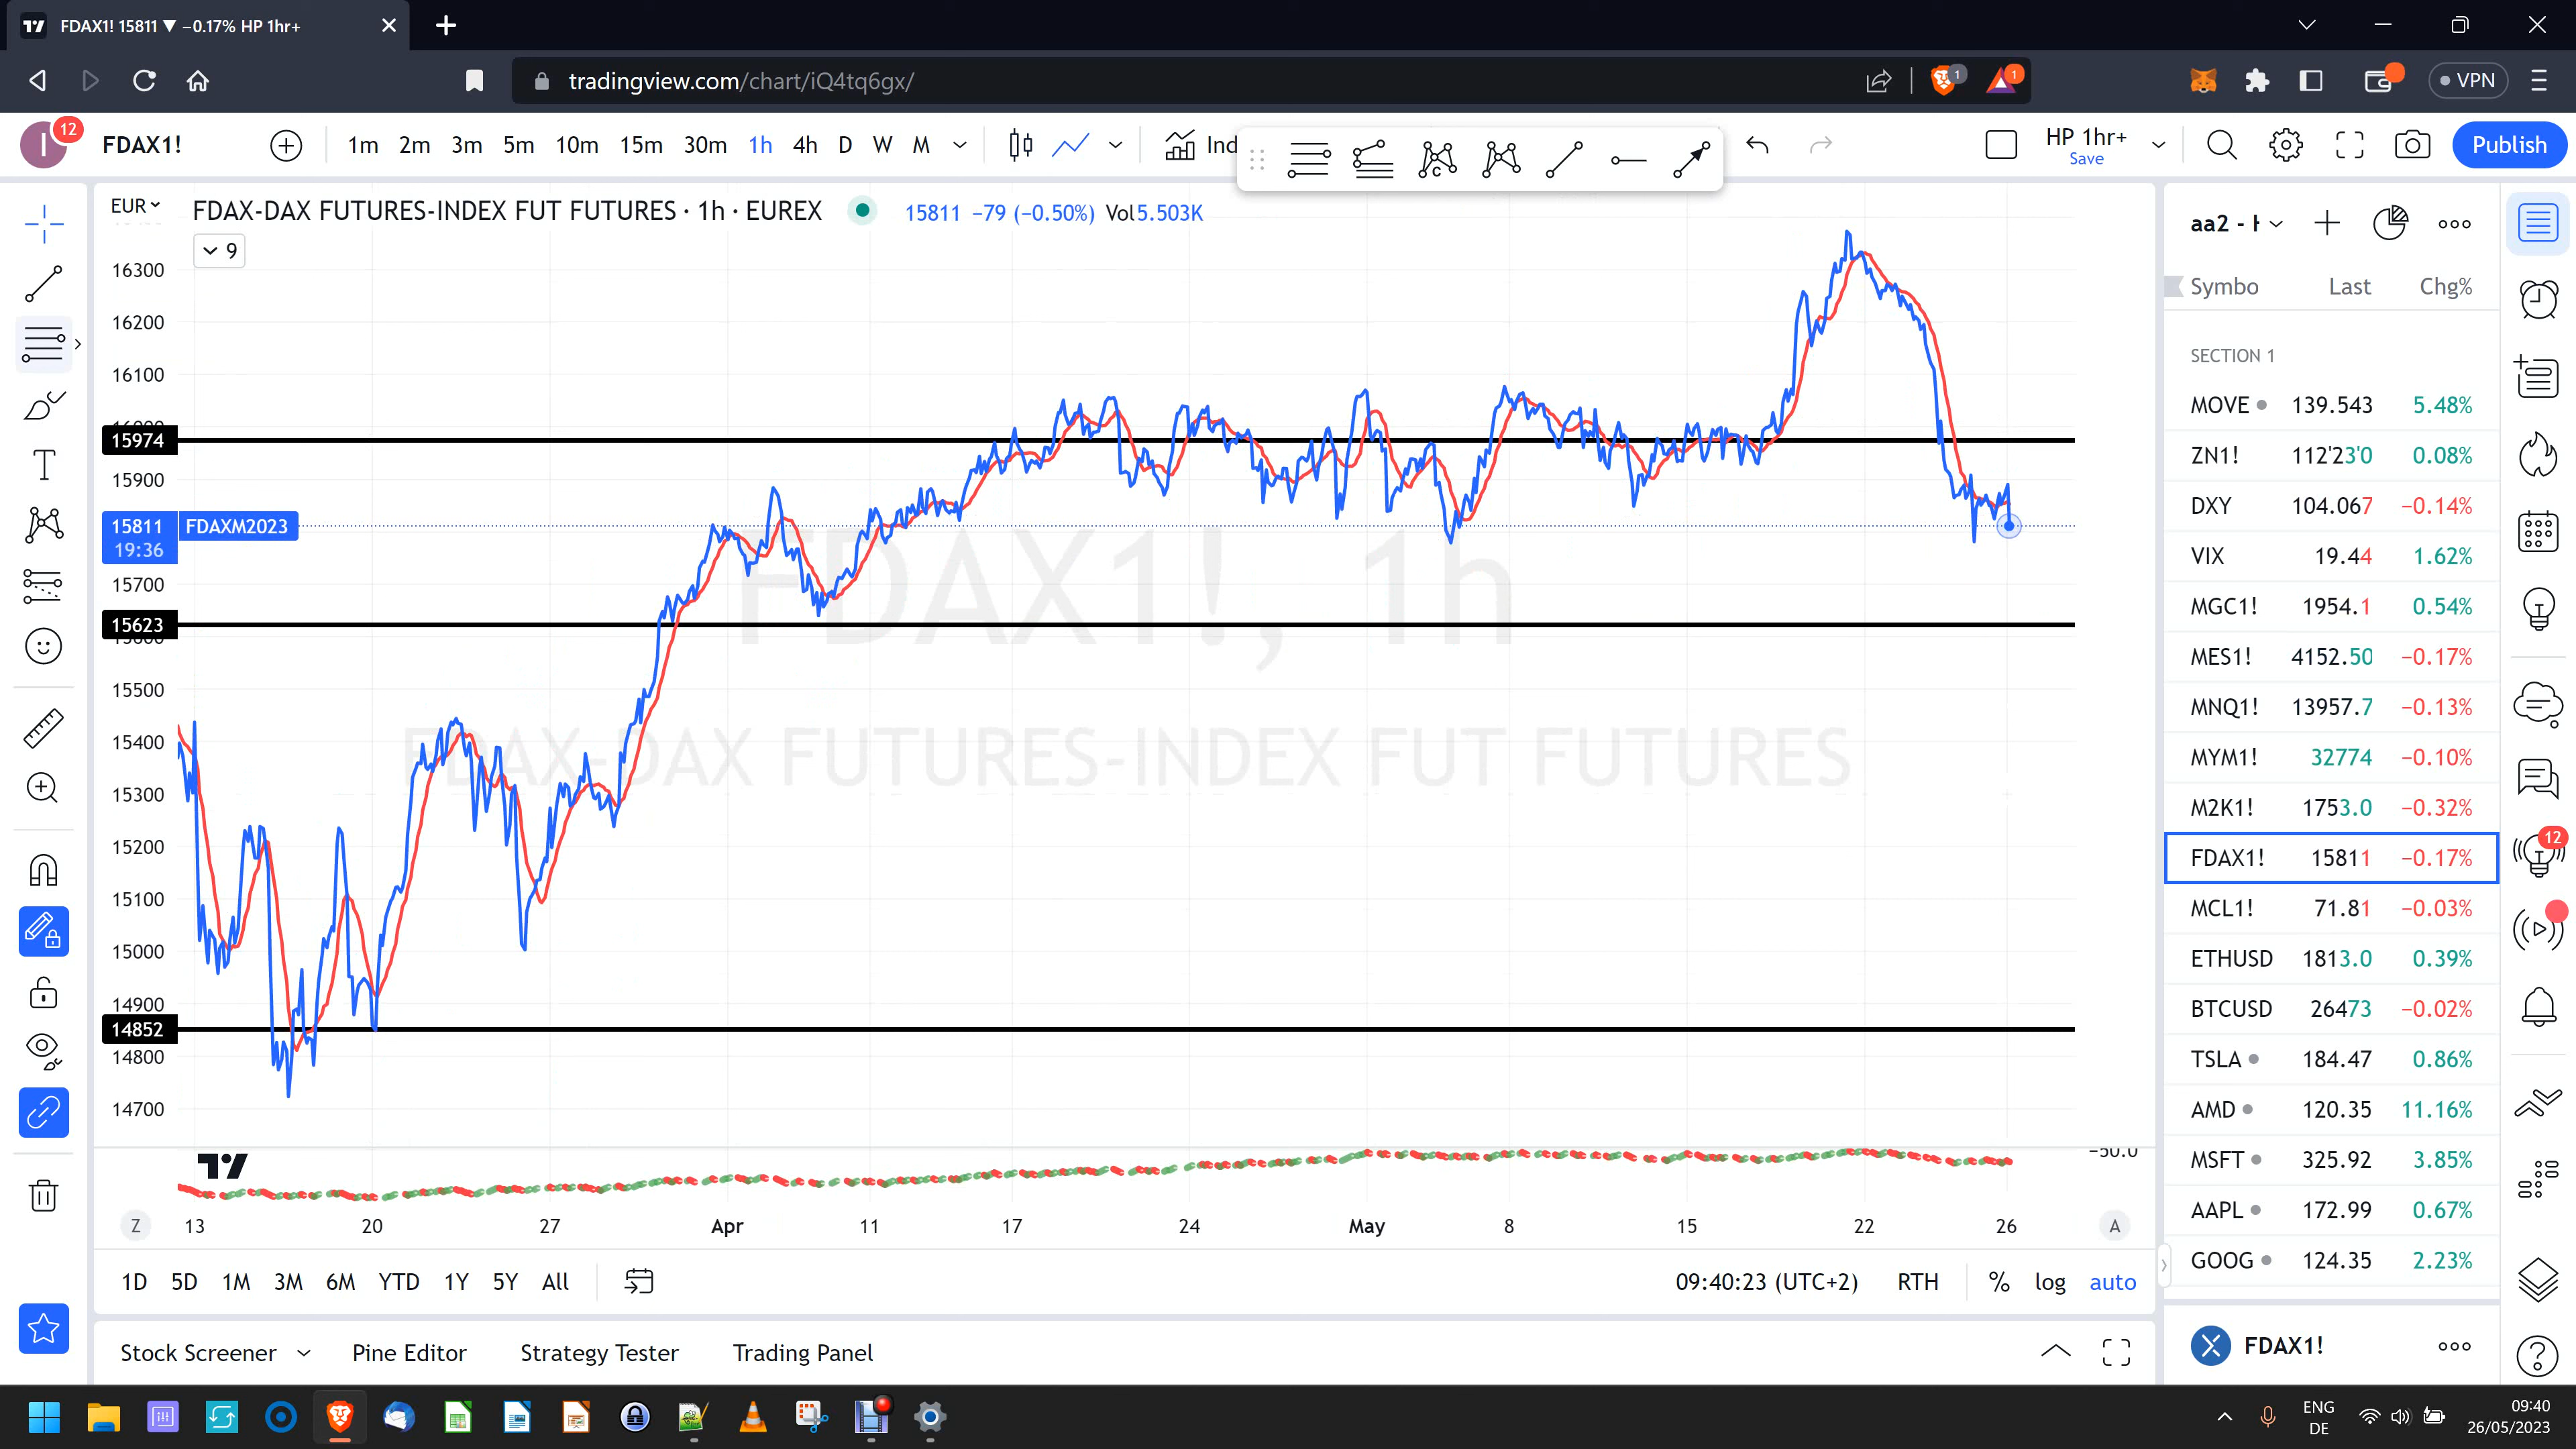 FDAX1! 15811 ▼ −0.17% HP 1hr+
tradingview.com/chart/iQ4tq6gx/
1
1
VPN
I
12
FDAX1!
1m 2m 3m 5m 10m 15m 30m 1h 4h D W M
Ind
HP 1hr+
Save
Publish
EUR
FDAX-DAX FUTURES-INDEX FUT FUTURES · 1h · EUREX
15811 −79 (−0.50%) Vol5.503K
9
16300
16200
16100
15974
15900
15811 FDAXM2023
19:36
15700
15623
15500
15400
15300
15200
15100
15000
14900
14852
14800
14700
FDAX1!, 1h
FDAX-DAX FUTURES-INDEX FUT FUTURES
−50.0
Z 13 20 27 Apr 11 17 24 May 8 15 22 26 A
1D 5D 1M 3M 6M YTD 1Y 5Y All
09:40:23 (UTC+2) RTH % log auto
Stock Screener Pine Editor Strategy Tester Trading Panel
aa2 -
Symbo Last Chg%
SECTION 1
MOVE 139.543 5.48%
ZN1! 112'23'0 0.08%
DXY 104.067 −0.14%
VIX 19.44 1.62%
MGC1! 1954.1 0.54%
MES1! 4152.50 −0.17%
MNQ1! 13957.7 −0.13%
MYM1! 32774 −0.10%
M2K1! 1753.0 −0.32%
FDAX1! 15811 −0.17%
MCL1! 71.81 −0.03%
ETHUSD 1813.0 0.39%
BTCUSD 26473 −0.02%
TSLA 184.47 0.86%
AMD 120.35 11.16%
MSFT 325.92 3.85%
AAPL 172.99 0.67%
GOOG 124.35 2.23%
FDAX1!
12
ENG
DE
09:40
26/05/2023